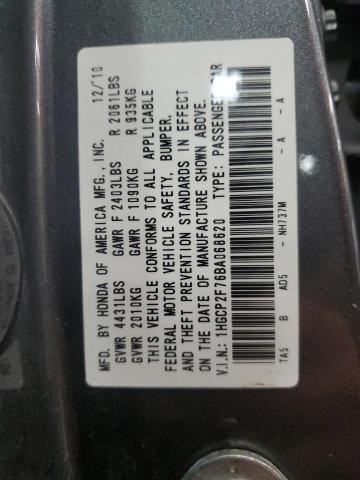 MFD. BY HONDA OF AMERICA MFG., INC. 12/10
GVWR 4431LBS GAWR F 2403LBS R 2061LBS
GVWR 2010KG GAWR F 1090KG R 935KG
THIS VEHICLE CONFORMS TO ALL APPLICABLE
FEDERAL MOTOR VEHICLE SAFETY, BUMPER,
AND THEFT PREVENTION STANDARDS IN EFFECT
ON THE DATE OF MANUFACTURE SHOWN ABOVE.
V.I.N.: 1HGCP2F76BA068620 TYPE: PASSENGER CAR
TA5 B AD5 - NH737M - A - A